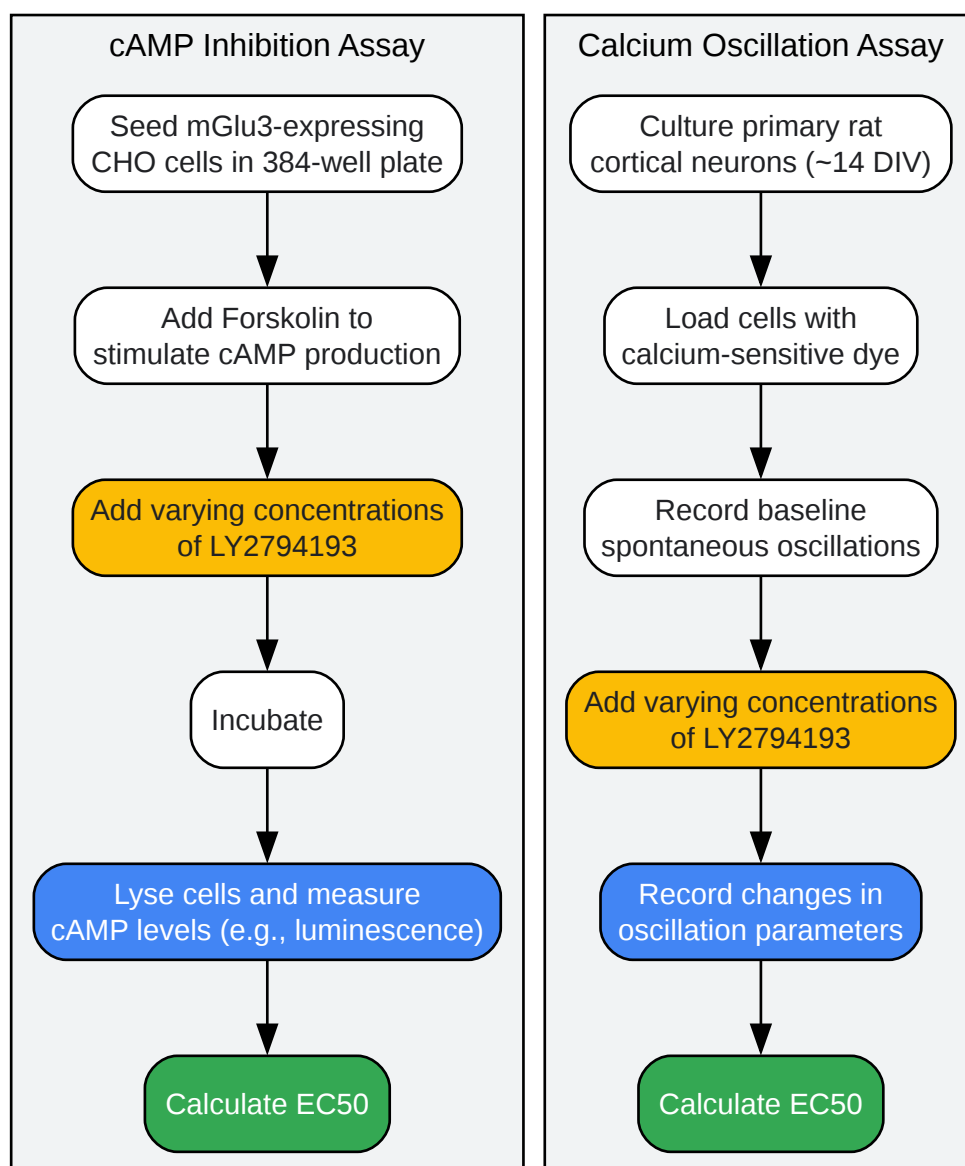 cAMP Inhibition Assay
Seed mGlu3-expressing
CHO cells in 384-well plate
Add Forskolin to
stimulate cAMP production
Add varying concentrations
of LY2794193
Incubate
Lyse cells and measure
cAMP levels (e.g., luminescence)
Calculate EC50
Calcium Oscillation Assay
Culture primary rat
cortical neurons (~14 DIV)
Load cells with
calcium-sensitive dye
Record baseline
spontaneous oscillations
Add varying concentrations
of LY2794193
Record changes in
oscillation parameters
Calculate EC50